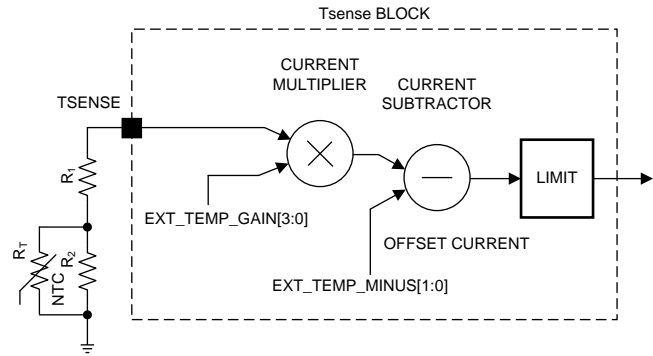 Tsense BLOCK
CURRENT
MULTIPLIER
CURRENT
SUBTRACTOR
TSENSE
R1
LIMIT
EXT_TEMP_GAIN[3:0]
RT
NTC
R2
OFFSET CURRENT
EXT_TEMP_MINUS[1:0]